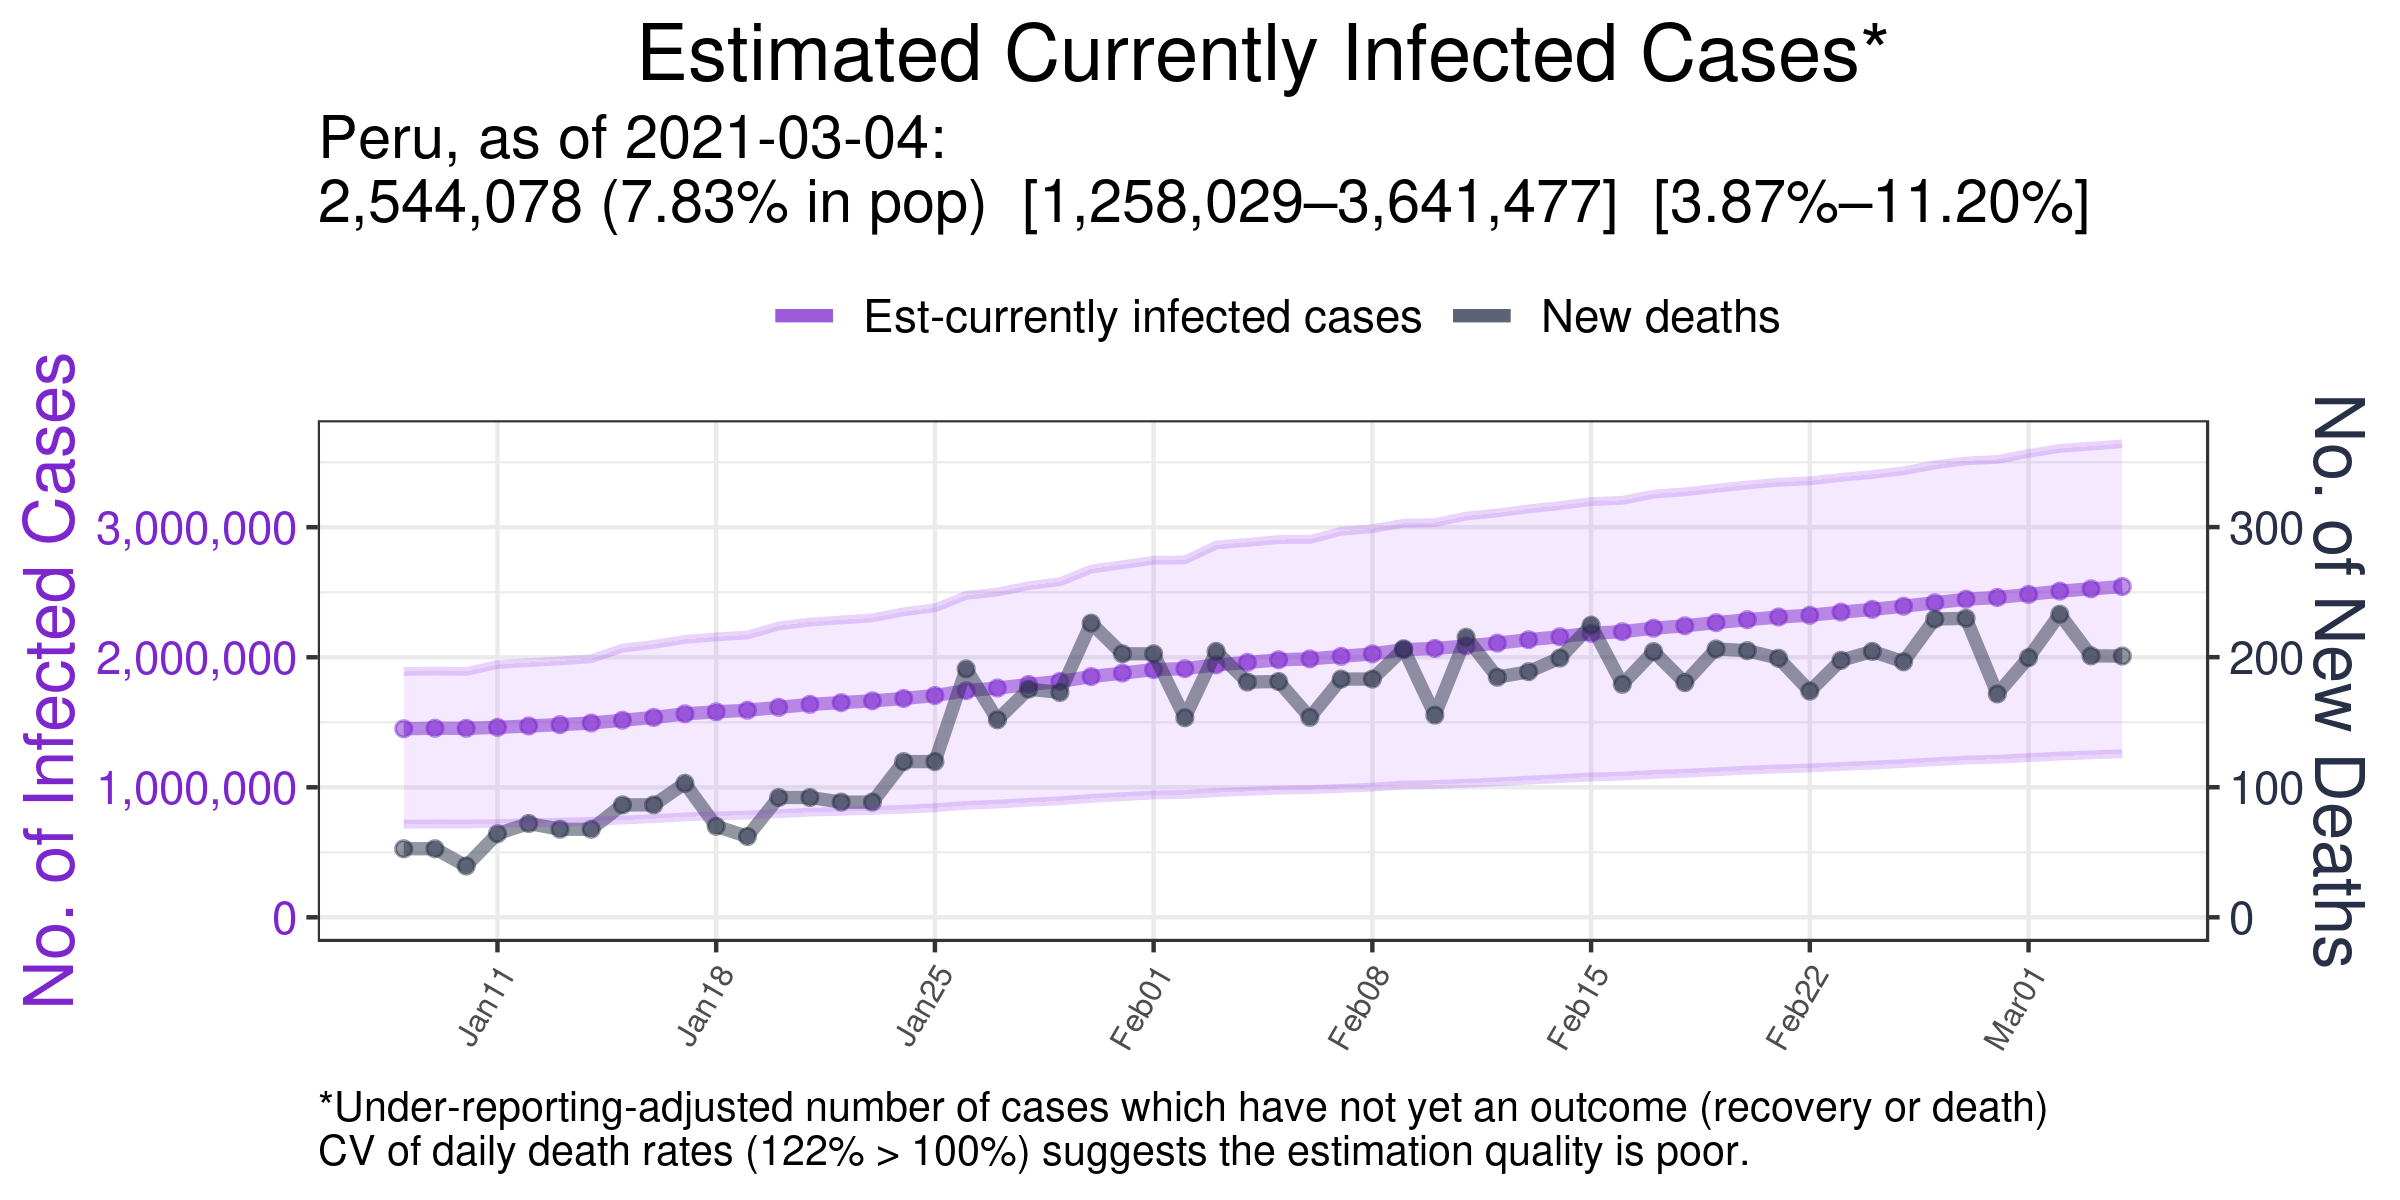 Estimated Currently Infected Cases*
Peru, as of 2021-03-04:
2,544,078 (7.83% in pop)  [1,258,029–3,641,477]  [3.87%–11.20%]
Est-currently infected cases
New deaths
No. of Infected Cases
3,000,000
2,000,000
1,000,000
0
300
200
100
0
No. of New Deaths
Jan11
Jan18
Jan25
Feb01
Feb08
Feb15
Feb22
Mar01
*Under-reporting-adjusted number of cases which have not yet an outcome (recovery or death)
CV of daily death rates (122% > 100%) suggests the estimation quality is poor.